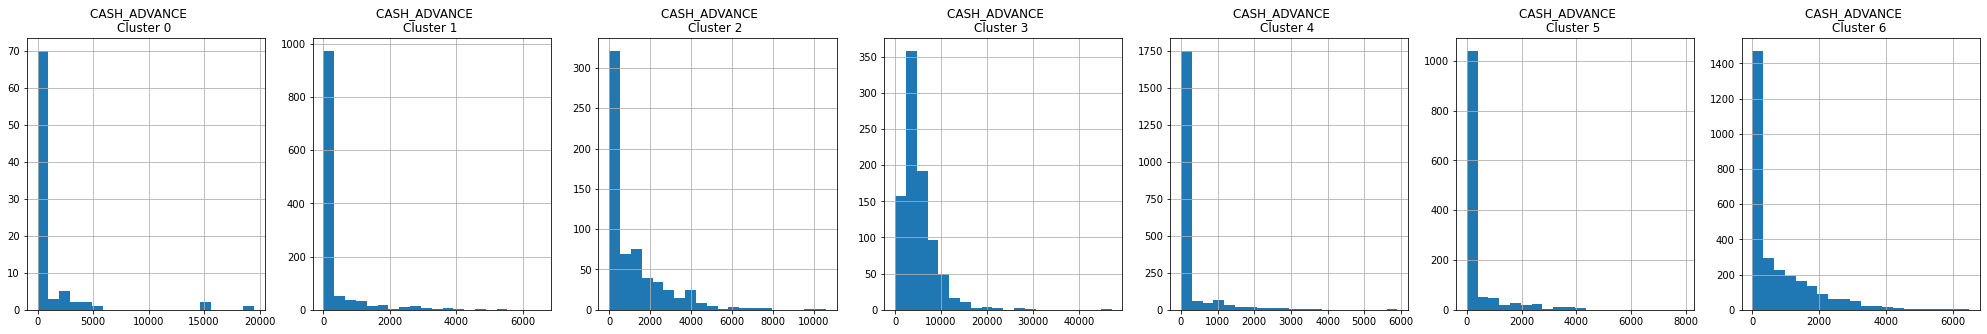 CASH_ADVANCE
Cluster 0
70
60
50
40
30
20
10
0
0 5000 10000 15000 20000
CASH_ADVANCE
Cluster 1
1000
800
600
400
200
0
0 2000 4000 6000
CASH_ADVANCE
Cluster 2
300
250
200
150
100
50
0
0 2000 4000 6000 8000 10000
CASH_ADVANCE
Cluster 3
350
300
250
200
150
100
50
0
0 10000 20000 30000 40000
CASH_ADVANCE
Cluster 4
1750
1500
1250
1000
750
500
250
0
0 1000 2000 3000 4000 5000 6000
CASH_ADVANCE
Cluster 5
1000
800
600
400
200
0
0 2000 4000 6000 8000
CASH_ADVANCE
Cluster 6
1400
1200
1000
800
600
400
200
0
0 2000 4000 6000